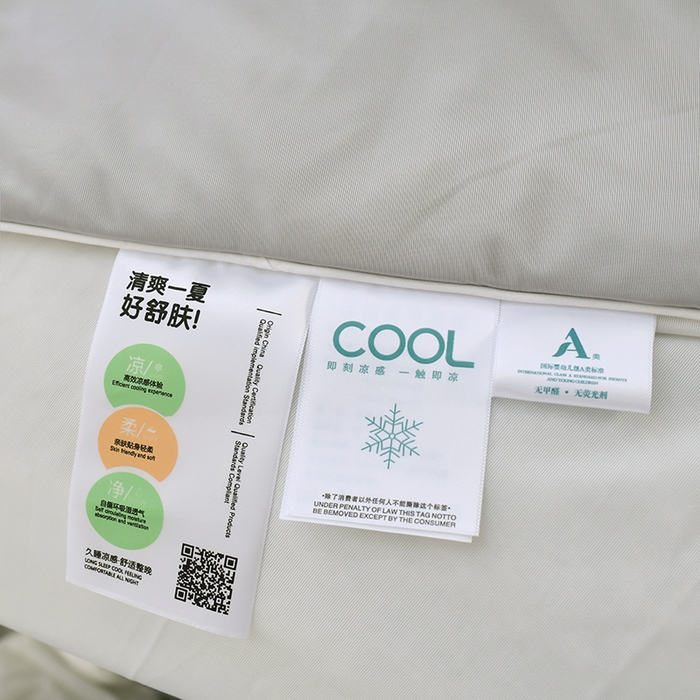 清爽一夏
好舒肤!
凉/
高效凉感体验
Efficient cooling experience
柔/
亲肤贴身轻柔
Skin friendly and soft
净/
自循环吸湿透气
Self circulating moisture
absorption and ventilation
久睡凉感·舒适整晚
LONG SLEEP COOL FEELING
COMFORTABLE ALL NIGHT
Origin China Quality Certification
Qualified implementation Standards
Quality Level Qualified Products
Standards Compliant
COOL
即刻凉感 一触即凉
·除了消费者以外任何人不能撕除这个标签·
UNDER PENALTY OF LAW THIS TAG NOTTO
BE BEMOVED EXCEPT BY THE CONSUMER
A类
国际婴幼儿级A类标准
INTERNATIONAL CLASS A STANDARDS FOR INFANTS
AND YOUNG CHILDREN
无甲醛 · 无荧光剂